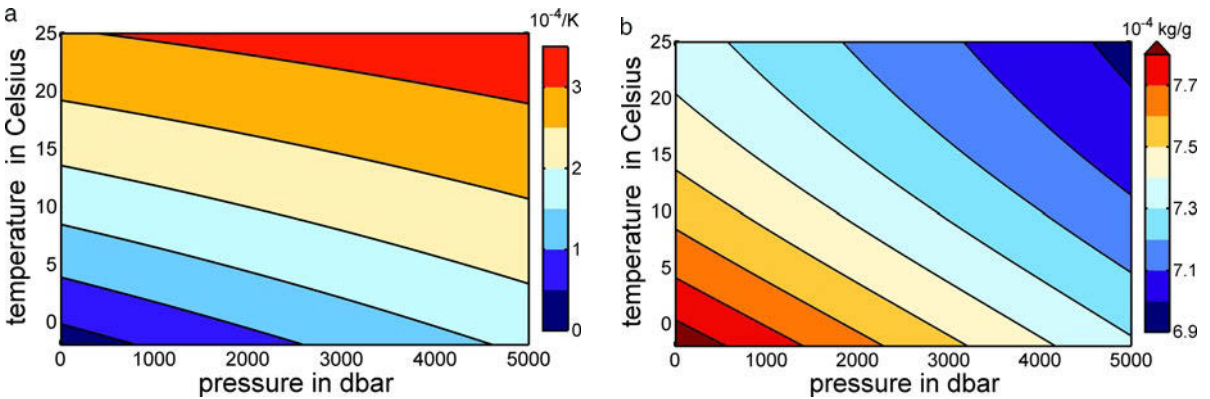 a
10⁻⁴/K
25
20
15
10
5
0
temperature in Celsius
0 1000 2000 3000 4000 5000
pressure in dbar
3
2
1
0
b
10⁻⁴ kg/g
25
20
15
10
5
0
temperature in Celsius
0 1000 2000 3000 4000 5000
pressure in dbar
7.7
7.5
7.3
7.1
6.9